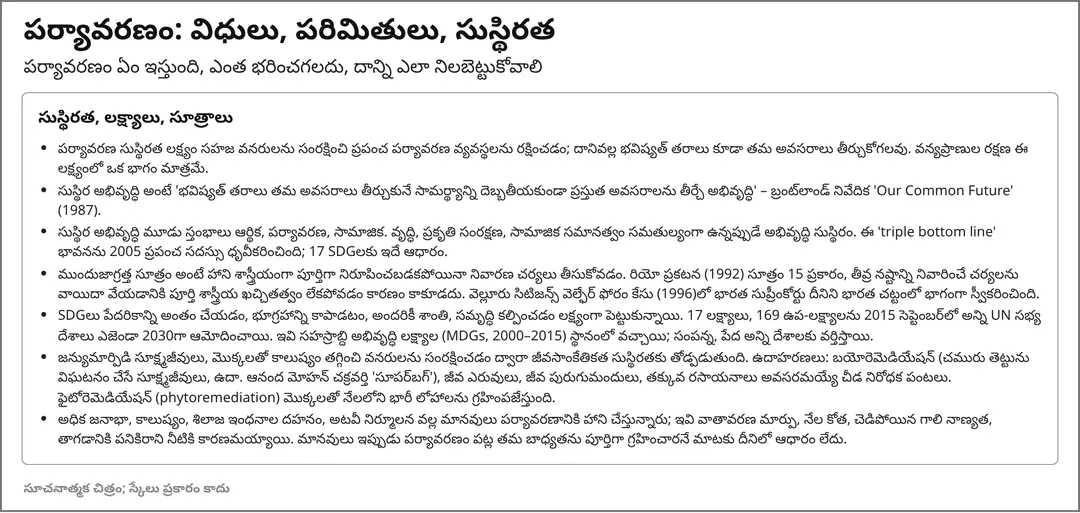 పర్యావరణం: విధులు, పరిమితులు, సుస్థిరత
పర్యావరణం ఏం ఇస్తుంది, ఎంత భరించగలదు, దాన్ని ఎలా నిలబెట్టుకోవాలి
సుస్థిరత, లక్ష్యాలు, సూత్రాలు
• పర్యావరణ సుస్థిరత లక్ష్యం సహజ వనరులను సంరక్షించి ప్రపంచ పర్యావరణ వ్యవస్థలను రక్షించడం; దానివల్ల భవిష్యత్ తరాలు కూడా తమ అవసరాలు తీర్చుకోగలవు. వన్యప్రాణుల రక్షణ ఈ
లక్ష్యంలో ఒక భాగం మాత్రమే.
• సుస్థిర అభివృద్ధి అంటే 'భవిష్యత్ తరాలు తమ అవసరాలు తీర్చుకునే సామర్థ్యాన్ని దెబ్బతీయకుండా ప్రస్తుత అవసరాలను తీర్చే అభివృద్ధి' – బ్రంట్‌లాండ్ నివేదిక 'Our Common Future'
(1987).
• సుస్థిర అభివృద్ధి మూడు స్తంభాలు ఆర్థిక, పర్యావరణ, సామాజిక. వృద్ధి, ప్రకృతి సంరక్షణ, సామాజిక సమానత్వం సమతుల్యంగా ఉన్నప్పుడే అభివృద్ధి సుస్థిరం. ఈ 'triple bottom line'
భావనను 2005 ప్రపంచ సదస్సు ధృవీకరించింది; 17 SDGలకు ఇదే ఆధారం.
• ముందుజాగ్రత్త సూత్రం అంటే హాని శాస్త్రీయంగా పూర్తిగా నిరూపించబడకపోయినా నివారణ చర్యలు తీసుకోవడం. రియో ప్రకటన (1992) సూత్రం 15 ప్రకారం, తీవ్ర నష్టాన్ని నివారించే చర్యలను
వాయిదా వేయడానికి పూర్తి శాస్త్రీయ ఖచ్చితత్వం లేకపోవడం కారణం కాకూడదు. వెల్లూరు సిటిజన్స్ వెల్ఫేర్ ఫోరం కేసు (1996)లో భారత సుప్రీంకోర్టు దీనిని భారత చట్టంలో భాగంగా స్వీకరించింది.
• SDGలు పేదరికాన్ని అంతం చేయడం, భూగ్రహాన్ని కాపాడటం, అందరికీ శాంతి, సమృద్ధి కల్పించడం లక్ష్యంగా పెట్టుకున్నాయి. 17 లక్ష్యాలు, 169 ఉప-లక్ష్యాలను 2015 సెప్టెంబర్‌లో అన్ని UN సభ్య
దేశాలు ఎజెండా 2030గా ఆమోదించాయి. ఇవి సహస్రాబ్ది అభివృద్ధి లక్ష్యాల (MDGs, 2000–2015) స్థానంలో వచ్చాయి; సంపన్న, పేద అన్ని దేశాలకు వర్తిస్తాయి.
• జన్యుమార్పిడి సూక్ష్మజీవులు, మొక్కలతో కాలుష్యం తగ్గించి వనరులను సంరక్షించడం ద్వారా జీవసాంకేతికత సుస్థిరతకు తోడ్పడుతుంది. ఉదాహరణలు: బయోరెమెడియేషన్ (చమురు తెట్టును
విఘటనం చేసే సూక్ష్మజీవులు, ఉదా. ఆనంద మోహన్ చక్రవర్తి 'సూపర్‌బగ్'), జీవ ఎరువులు, జీవ పురుగుమందులు, తక్కువ రసాయనాలు అవసరమయ్యే చీడ నిరోధక పంటలు.
ఫైటోరెమెడియేషన్ (phytoremediation) మొక్కలతో నేలలోని భారీ లోహాలను గ్రహింపజేస్తుంది.
• అధిక జనాభా, కాలుష్యం, శిలాజ ఇంధనాల దహనం, అటవీ నిర్మూలన వల్ల మానవులు పర్యావరణానికి హాని చేస్తున్నారు; ఇవి వాతావరణ మార్పు, నేల కోత, చెడిపోయిన గాలి నాణ్యత,
తాగడానికి పనికిరాని నీటికి కారణమయ్యాయి. మానవులు ఇప్పుడు పర్యావరణం పట్ల తమ బాధ్యతను పూర్తిగా గ్రహించారనే మాటకు దీనిలో ఆధారం లేదు.
సూచనాత్మక చిత్రం; స్కేలు ప్రకారం కాదు